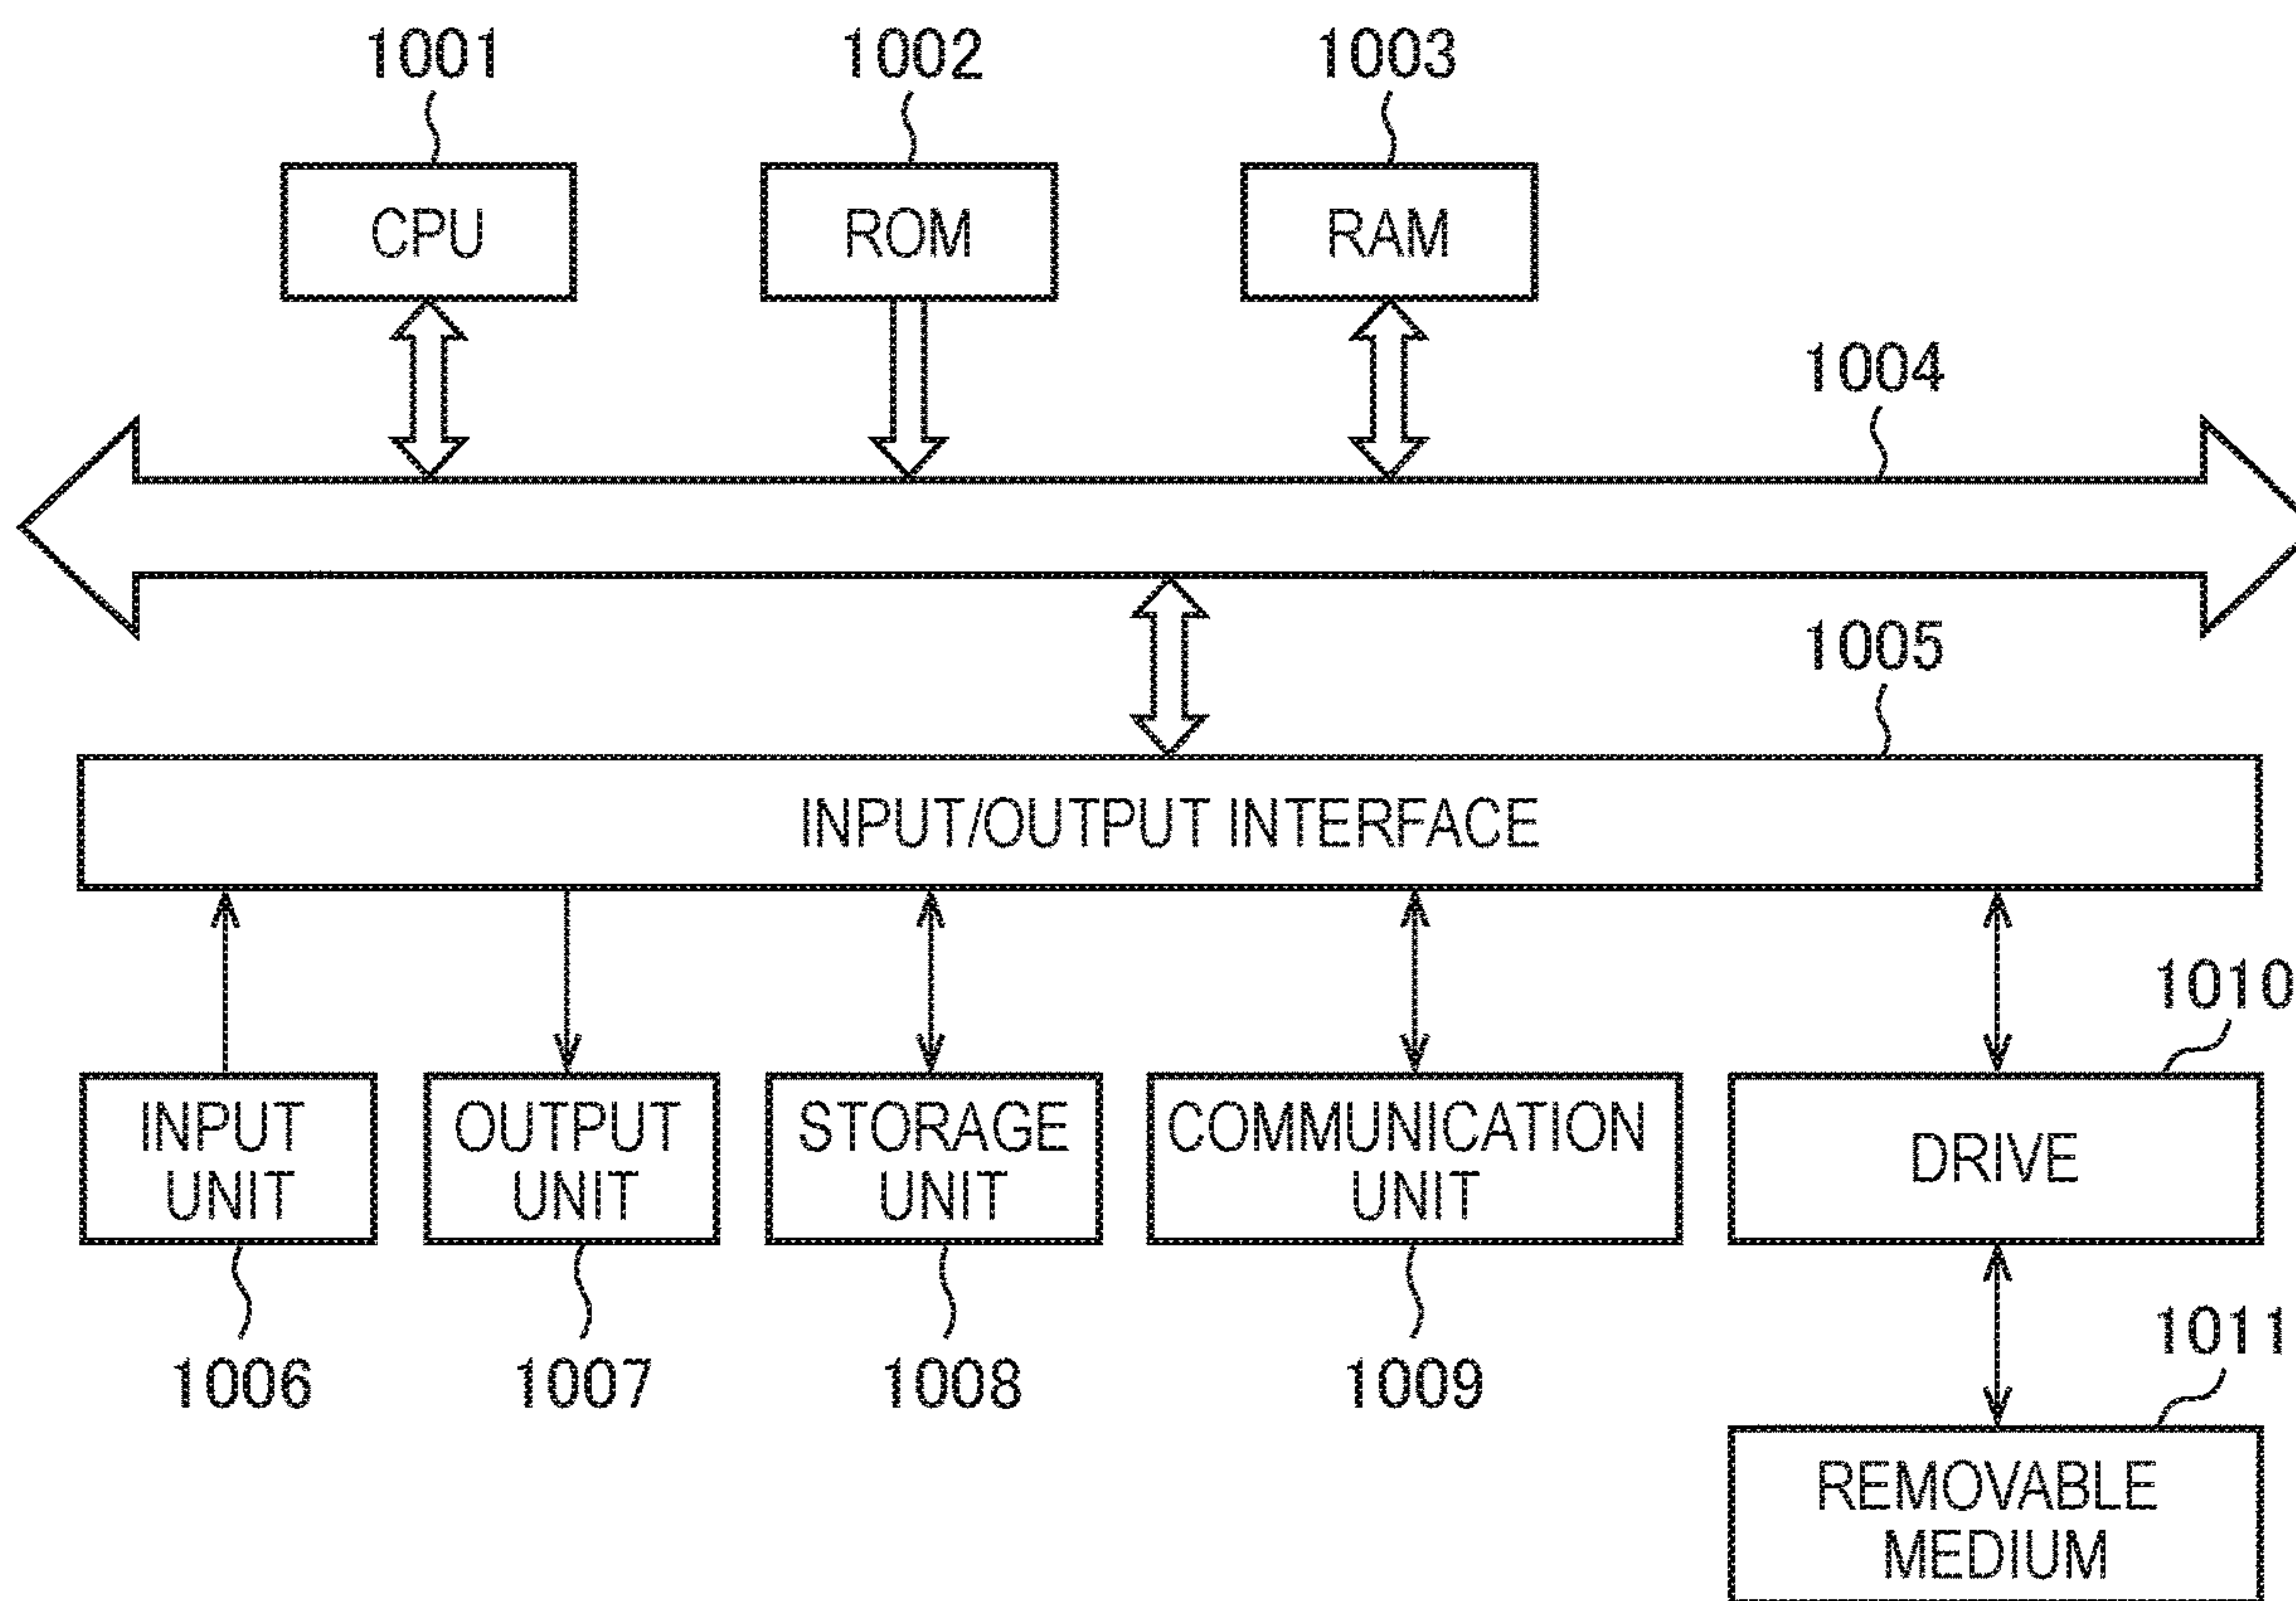 1001
1002
1003
CPU
ROM
RAM
1004
1005
INPUT/OUTPUT INTERFACE
1010
INPUT
UNIT
OUTPUT
UNIT
STORAGE
UNIT
COMMUNICATION
UNIT
DRIVE
1006
1007
1008
1009
1011
REMOVABLE
MEDIUM